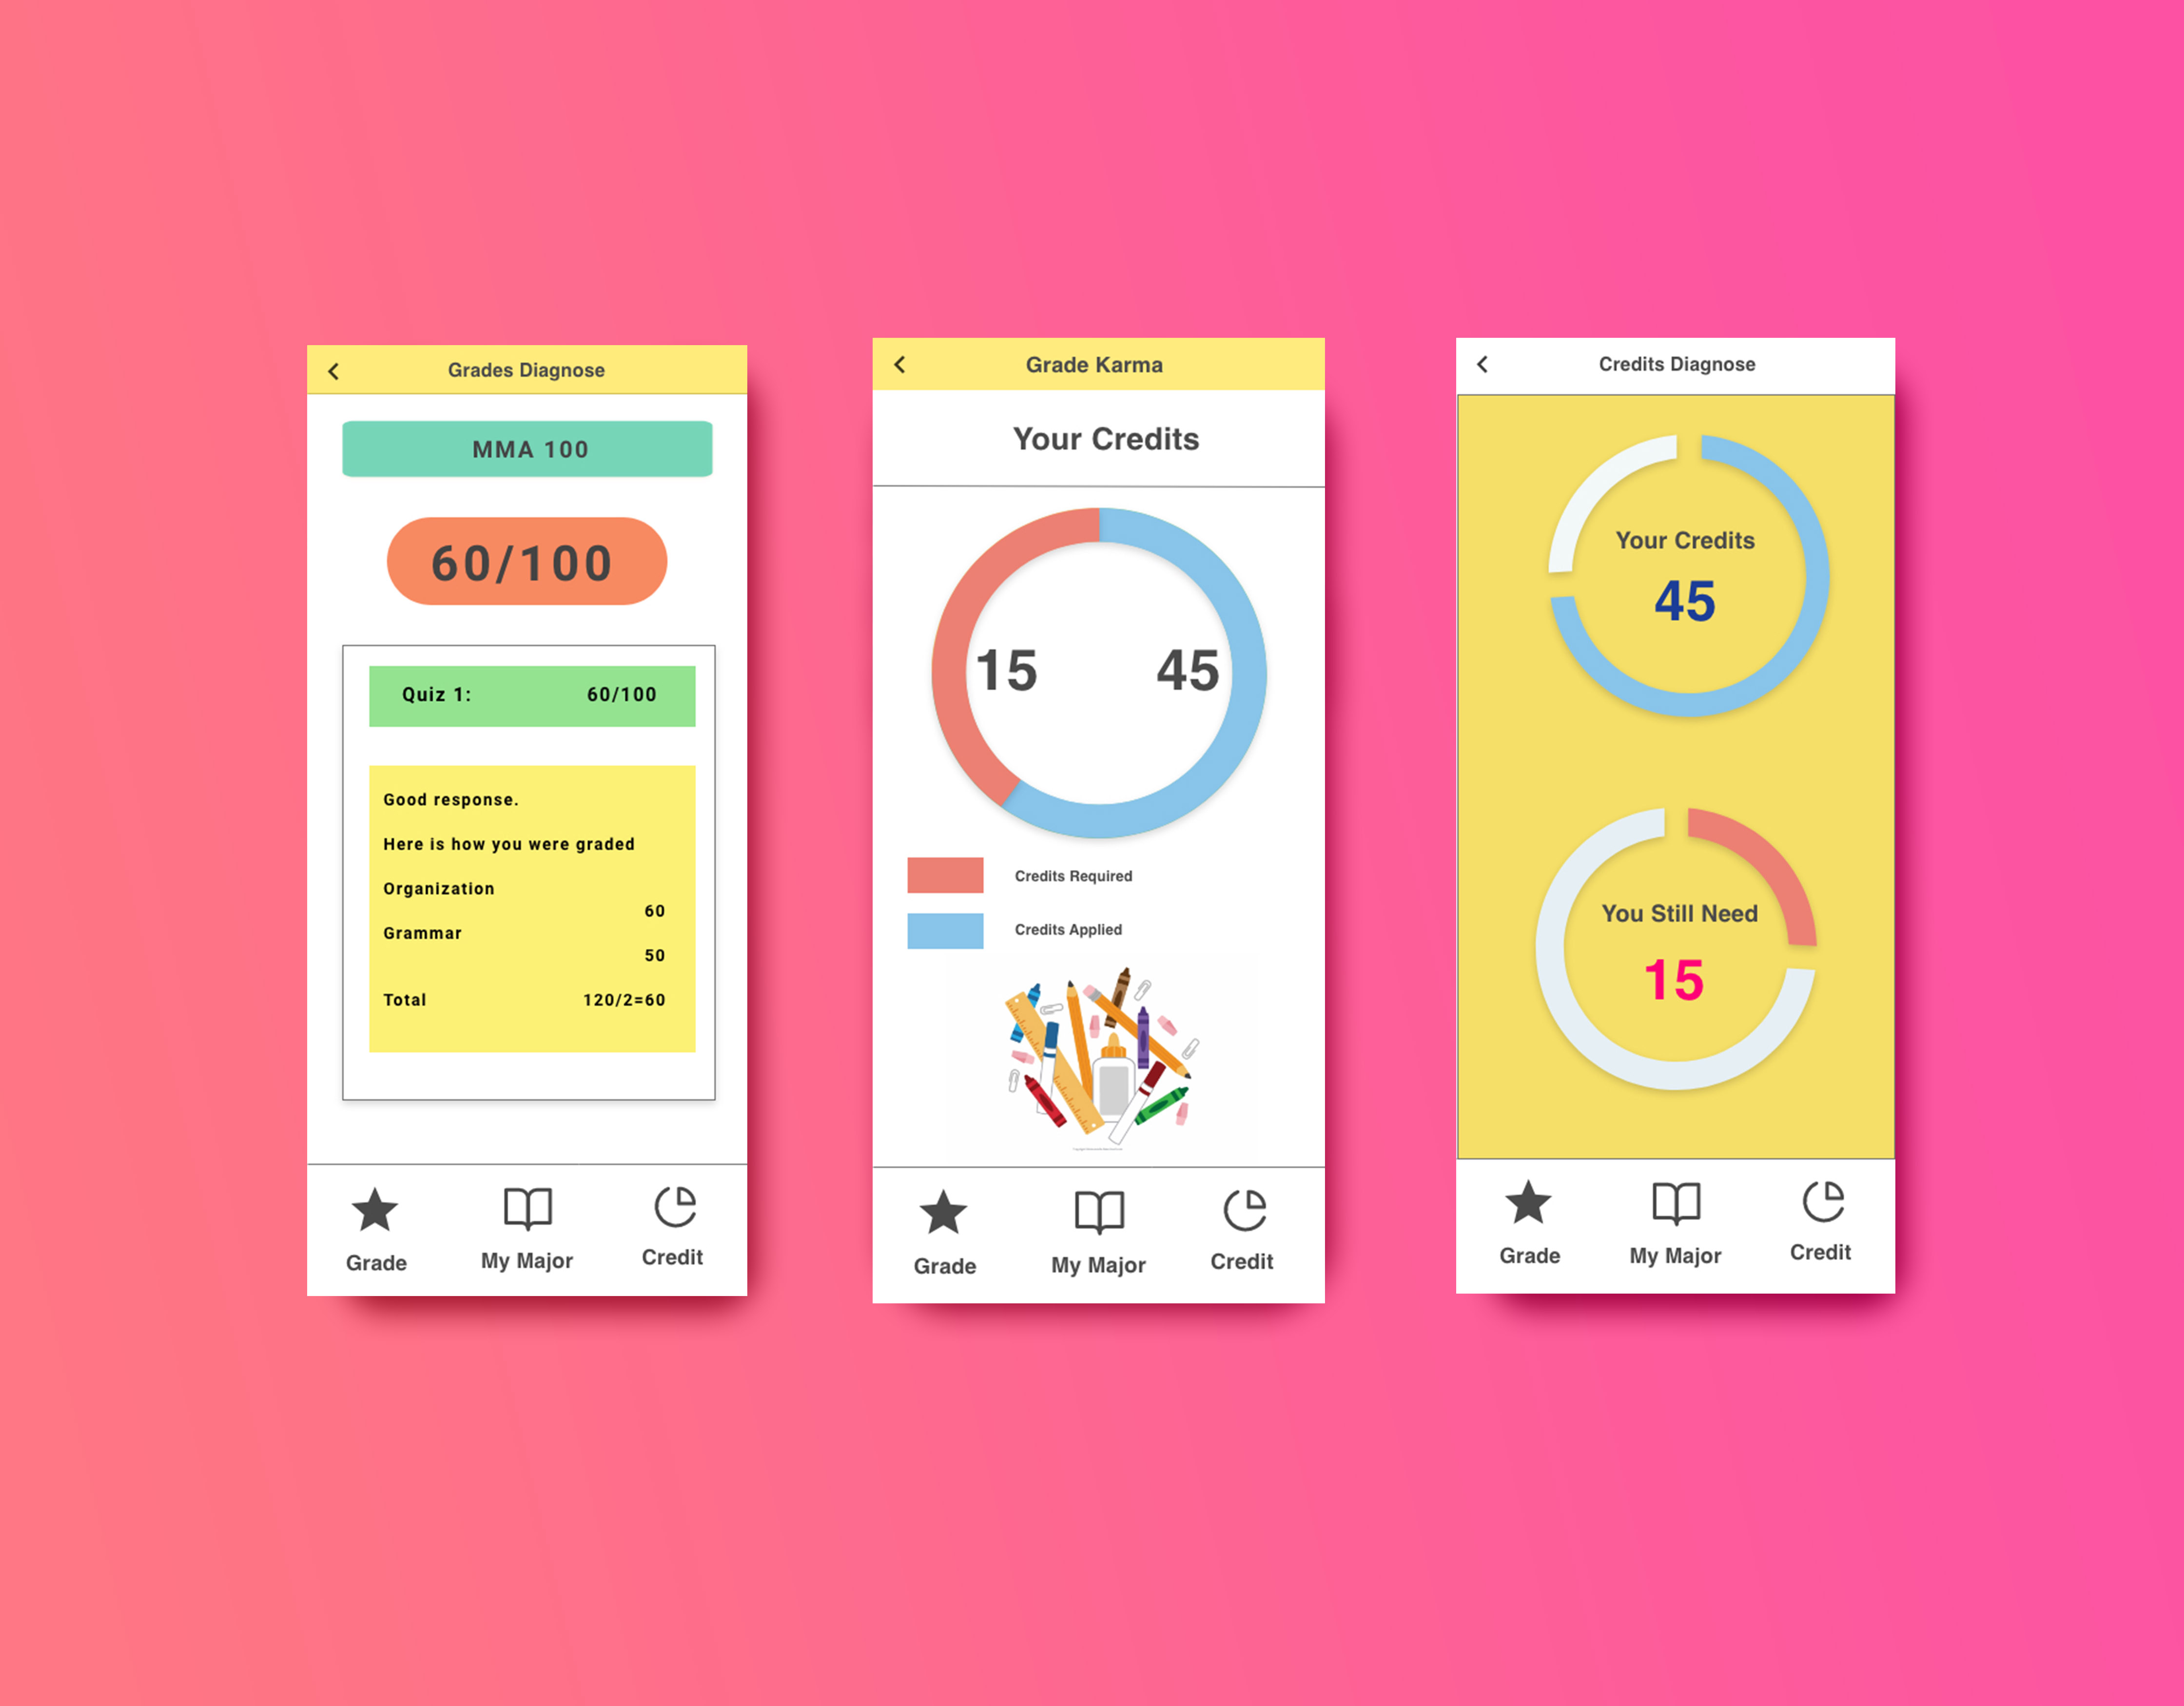 Grades Diagnose
MMA 100
60/100
Quiz 1: 60/100
Good response.
Here is how you were graded
Organization
60
Grammar
50
Total 120/2=60
Grade My Major Credit
Grade Karma
Your Credits
15 45
Credits Required
Credits Applied
Grade My Major Credit
Credits Diagnose
Your Credits
45
You Still Need
15
Grade My Major Credit